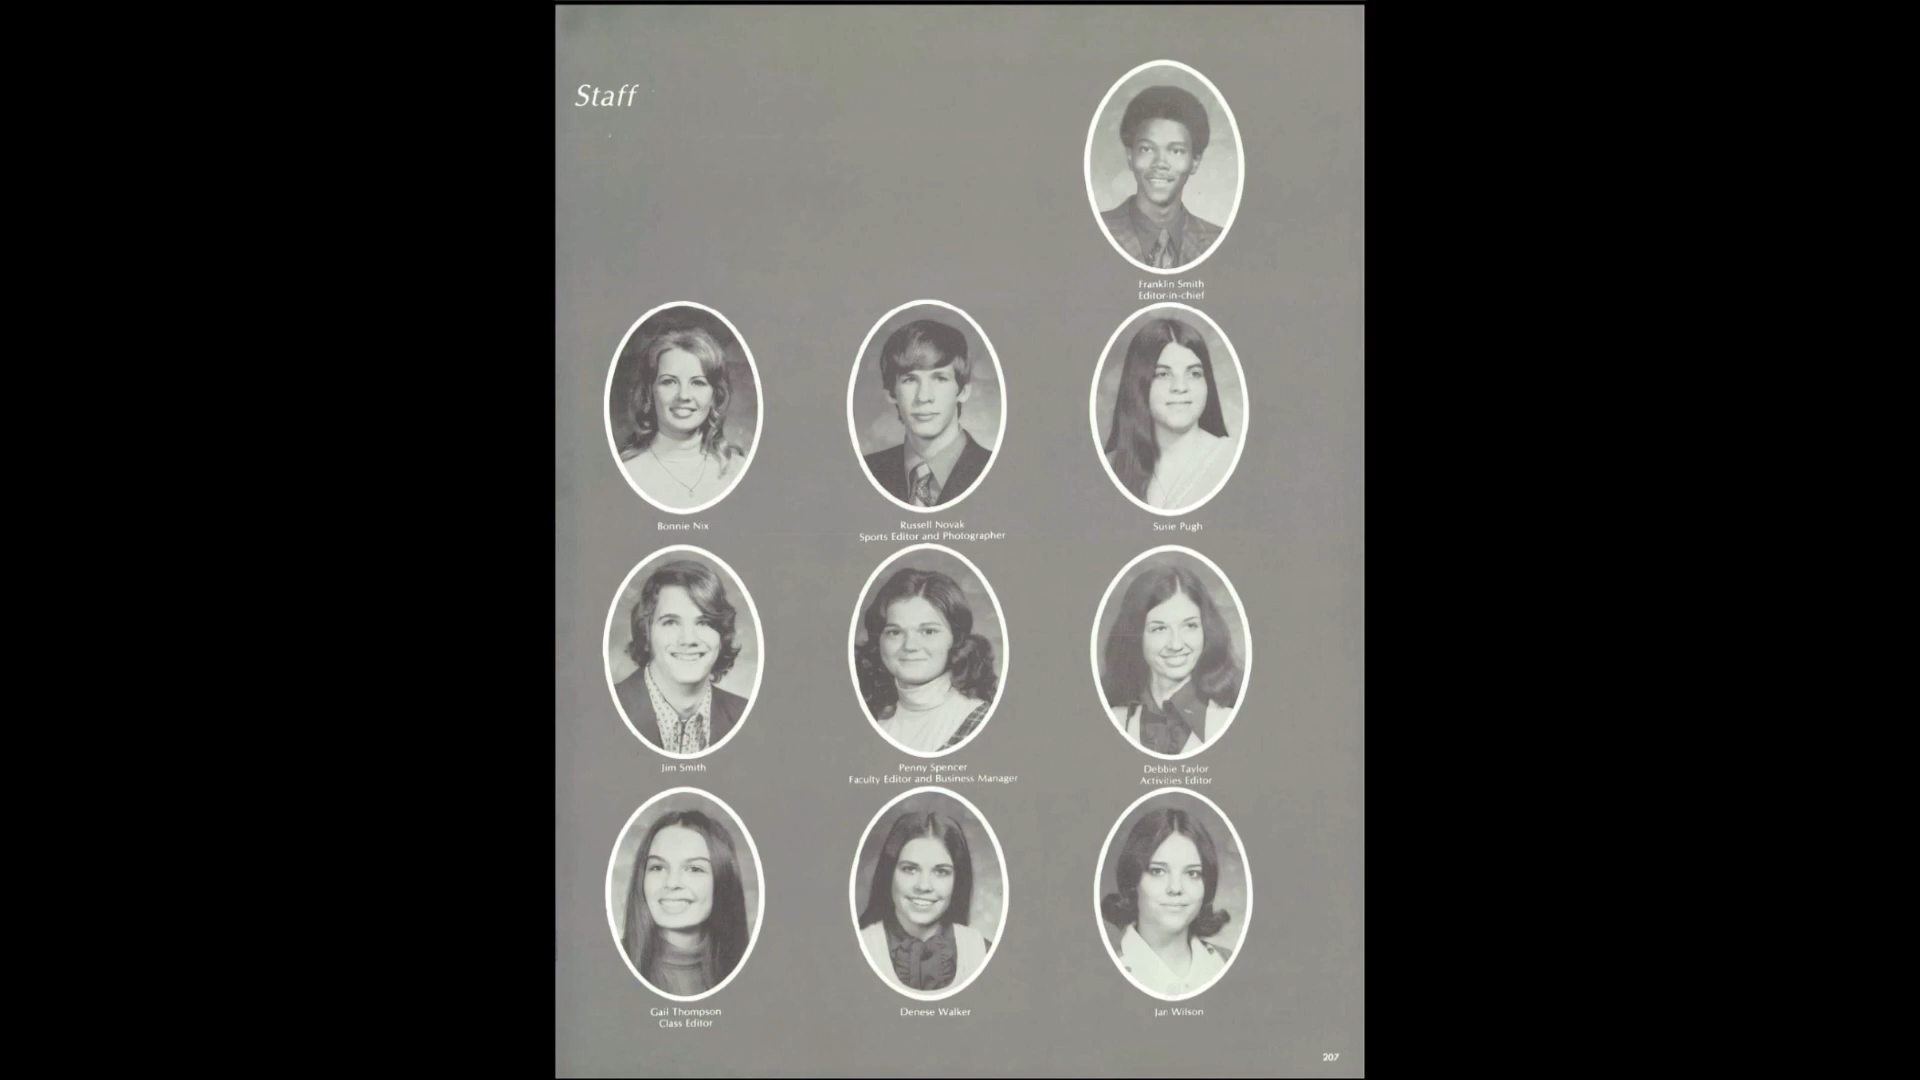 Staff
Franklin Smith
Editor-in-chief
Bonnie Nix
Russell Novak
Sports Editor and Photographer
Susie Pugh
Jim Smith
Penny Spencer
Faculty Editor and Business Manager
Debbie Taylor
Activities Editor
Gail Thompson
Class Editor
Denese Walker
Jan Wilson
207